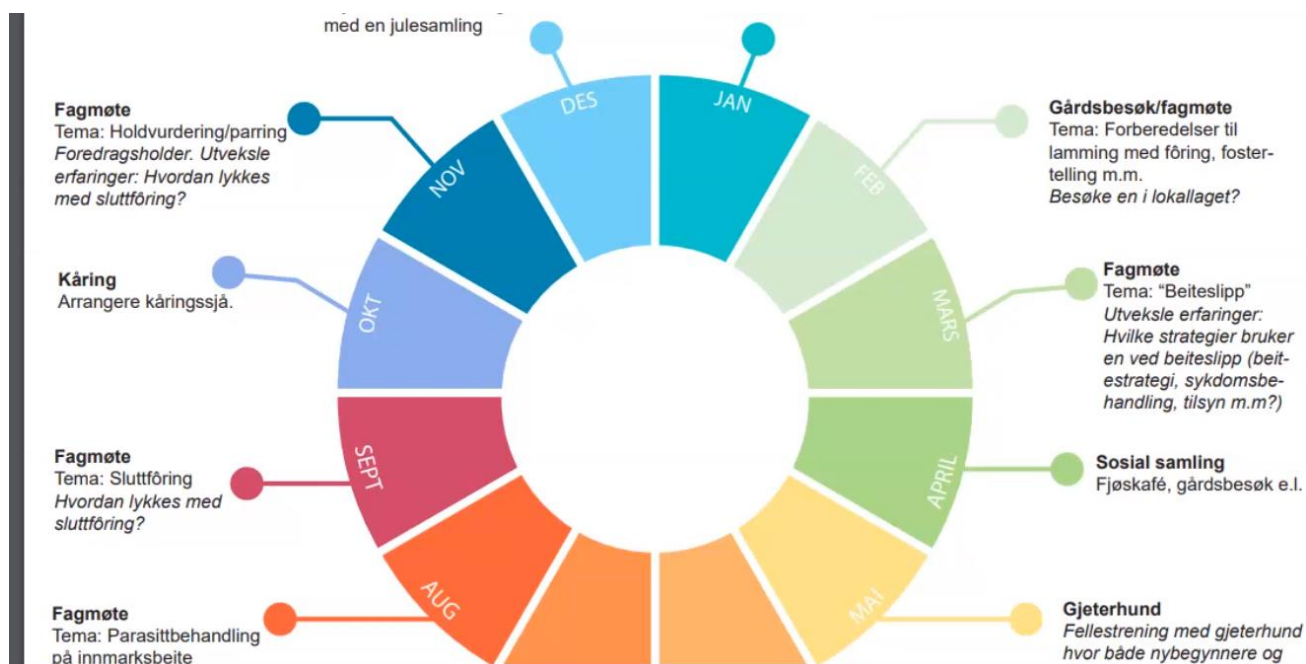 med en julesamling
DES
JAN
Fagmøte
Tema: Holdvurdering/parring
Foredragsholder. Utveksle
erfaringer: Hvordan lykkes
med sluttfôring?
NOV
FEB
Gårdsbesøk/fagmøte
Tema: Forberedelser til
lamming med fôring, foster-
telling m.m.
Besøke en i lokallaget?
Kåring
Arrangere kåringssjå.
OKT
MARS
Fagmøte
Tema: “Beiteslipp”
Utveksle erfaringer:
Hvilke strategier bruker
en ved beiteslipp (beit-
estrategi, sykdomsbe-
handling, tilsyn m.m?)
Fagmøte
Tema: Sluttfôring
Hvordan lykkes med
sluttfôring?
SEPT
APRIL
Sosial samling
Fjøskafé, gårdsbesøk e.l.
Fagmøte
Tema: Parasittbehandling
på innmarksbeite
AUG
MAI
Gjeterhund
Fellestrening med gjeterhund
hvor både nybegynnere og